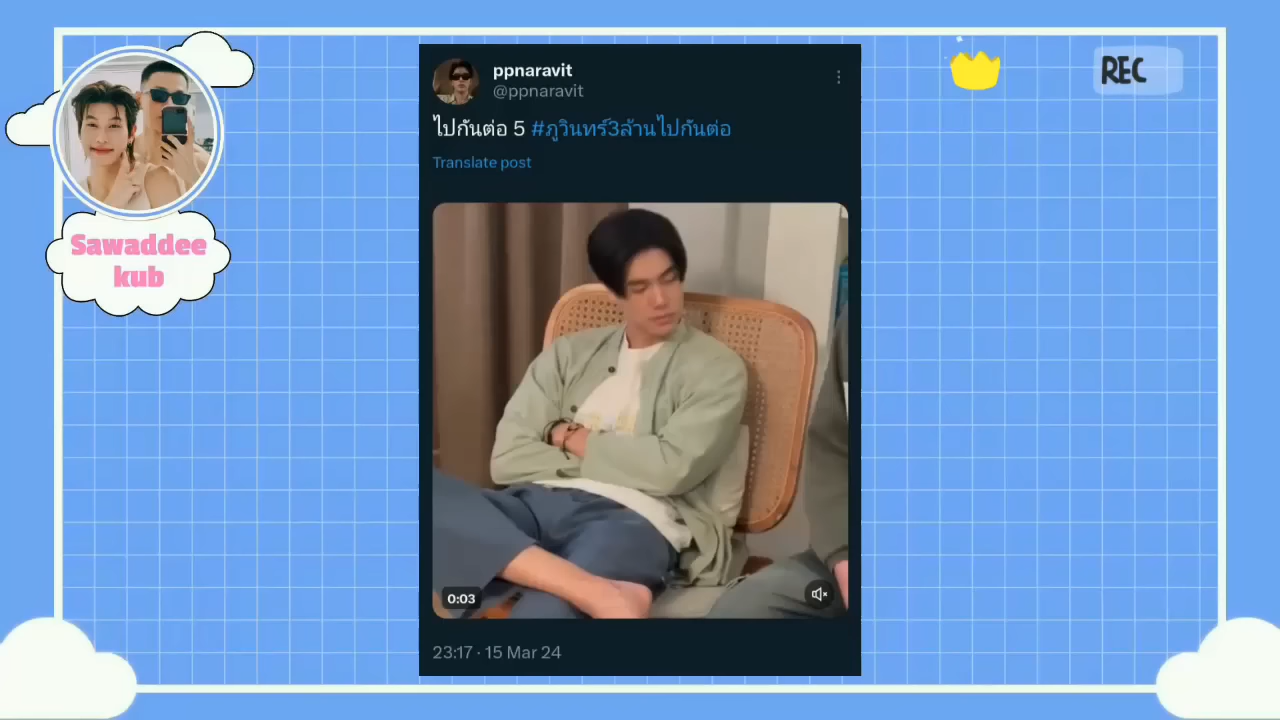 Sawaddee
kub
ppnaravit
@ppnaravit
ไปกันต่อ 5 #ภูวินทร์3ล้านไปกันต่อ
Translate post
0:03
23:17 · 15 Mar 24
REC